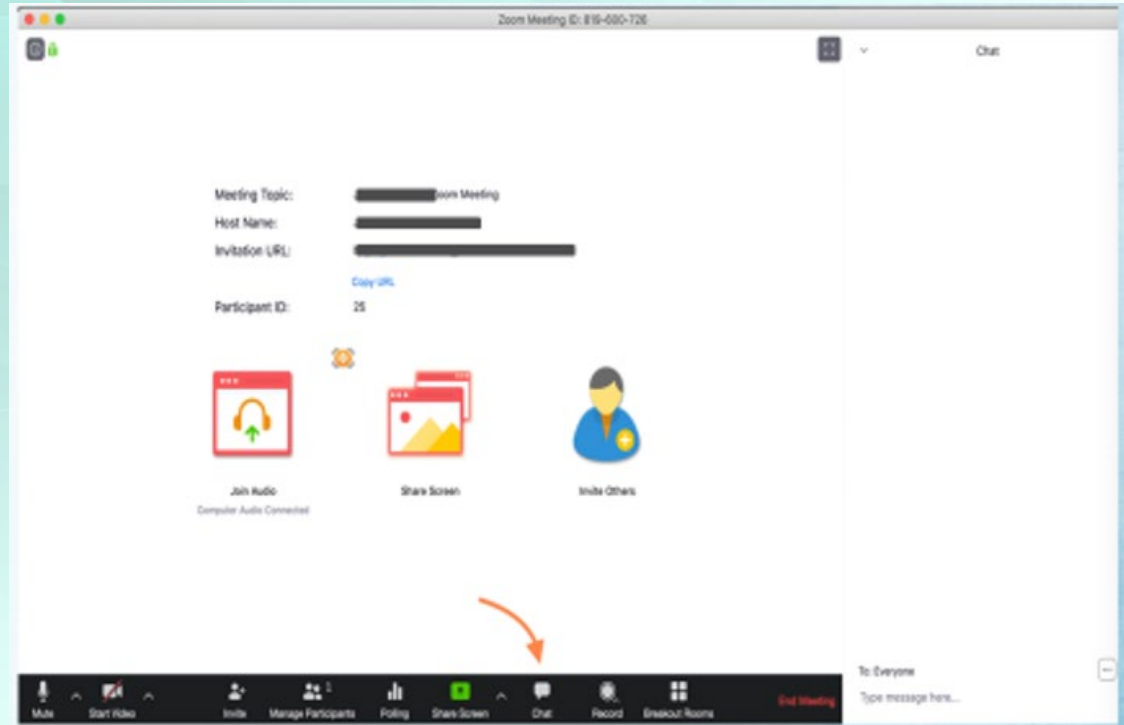 Zoom Meeting ID: 819-600-726
Chat
Meeting Topic: oom Meeting
Host Name:
Invitation URL:
Copy URL
Participant ID: 25
Join Audio Share Screen Invite Others
Computer Audio Connected
To: Everyone
Type message here...
Mute Start Video Invite Manage Participants 1 Polling Share Screen Chat Record Breakout Rooms End Meeting